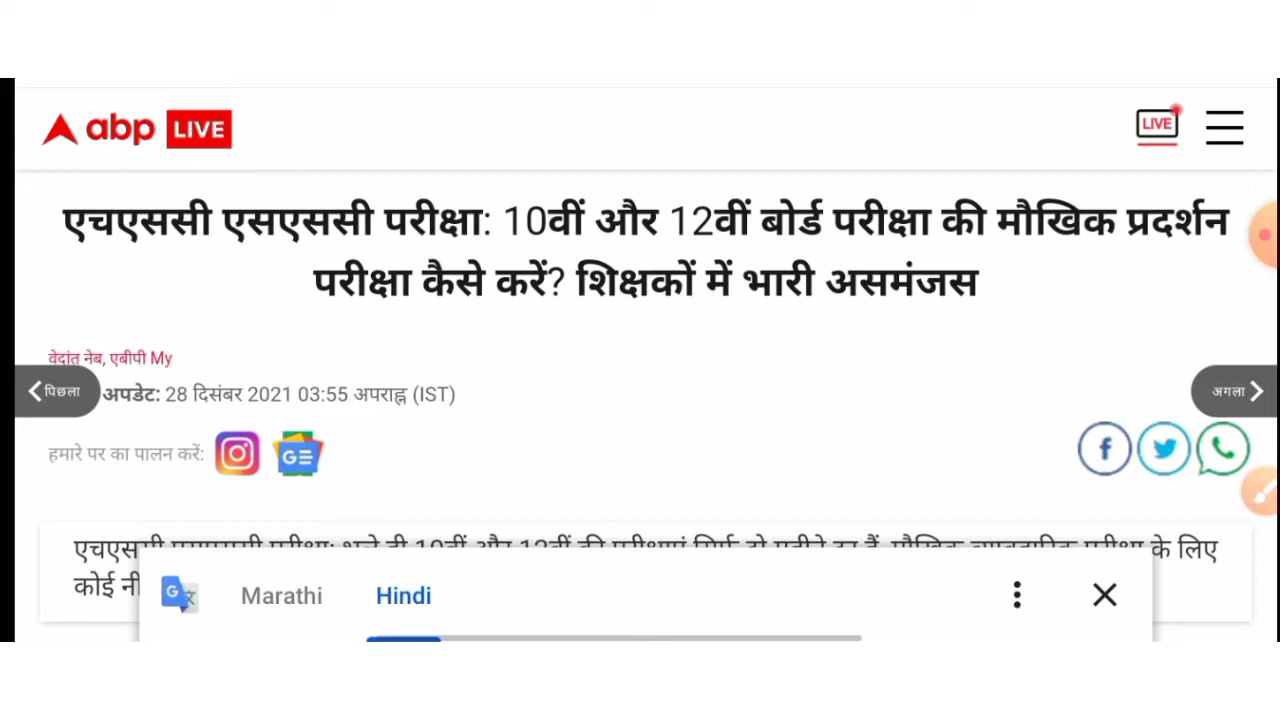 abp LIVE
LIVE
एचएससी एसएससी परीक्षा: 10वीं और 12वीं बोर्ड परीक्षा की मौखिक प्रदर्शन
परीक्षा कैसे करें? शिक्षकों में भारी असमंजस
वेदांत नेब, एबीपी My
पिछला
अपडेट: 28 दिसंबर 2021 03:55 अपराह्न (IST)
अगला
हमारे पर का पालन करें:
के लिए
कोई
Marathi Hindi